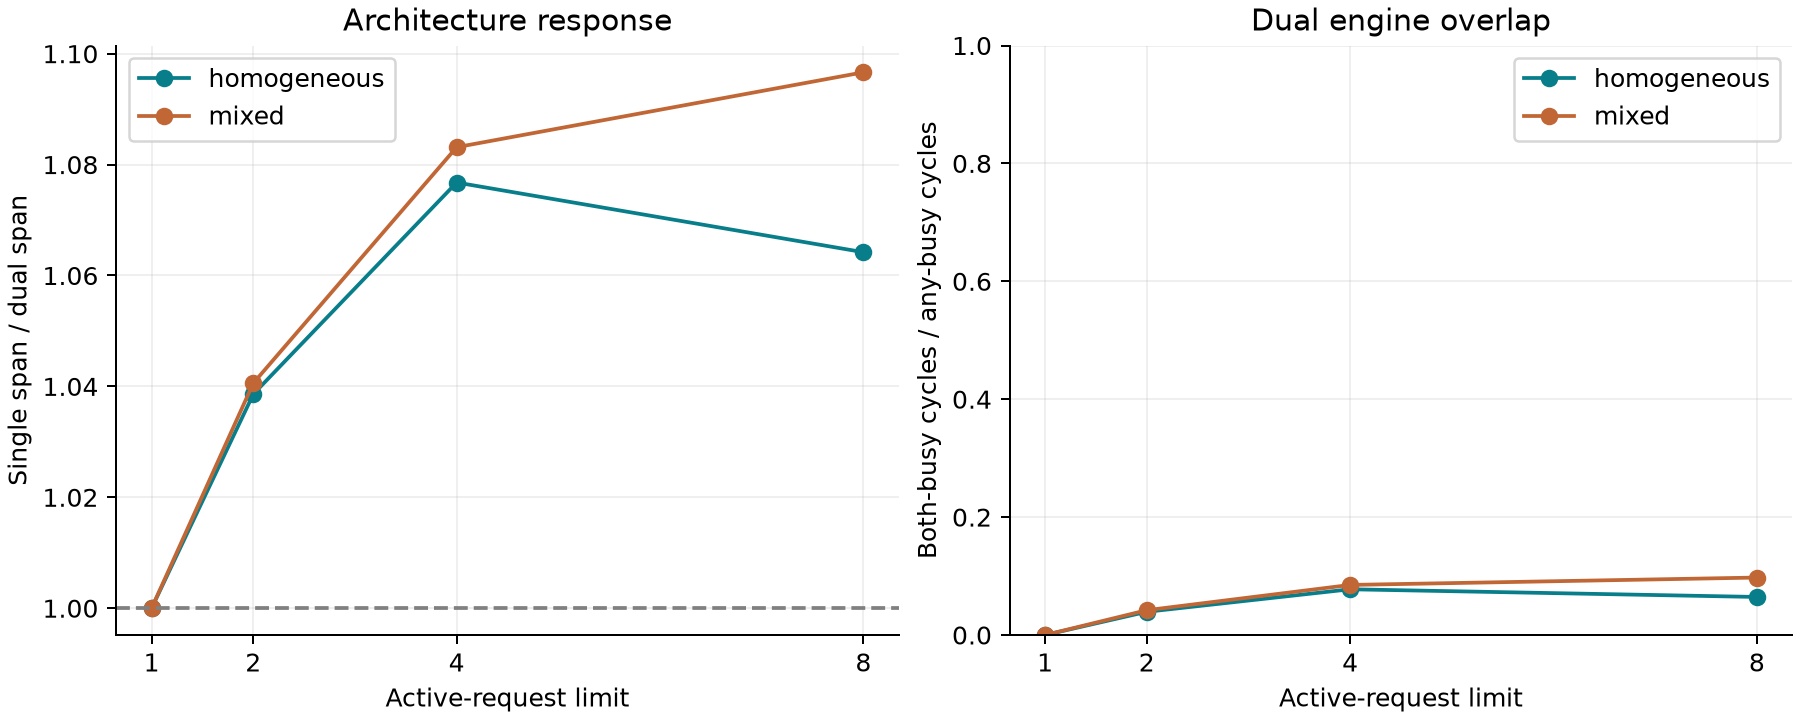 Architecture response
homogeneous
mixed
Single span / dual span
1.10
1.08
1.06
1.04
1.02
1.00
1
2
4
8
Active-request limit
Dual engine overlap
homogeneous
mixed
Both-busy cycles / any-busy cycles
1.0
0.8
0.6
0.4
0.2
0.0
1
2
4
8
Active-request limit